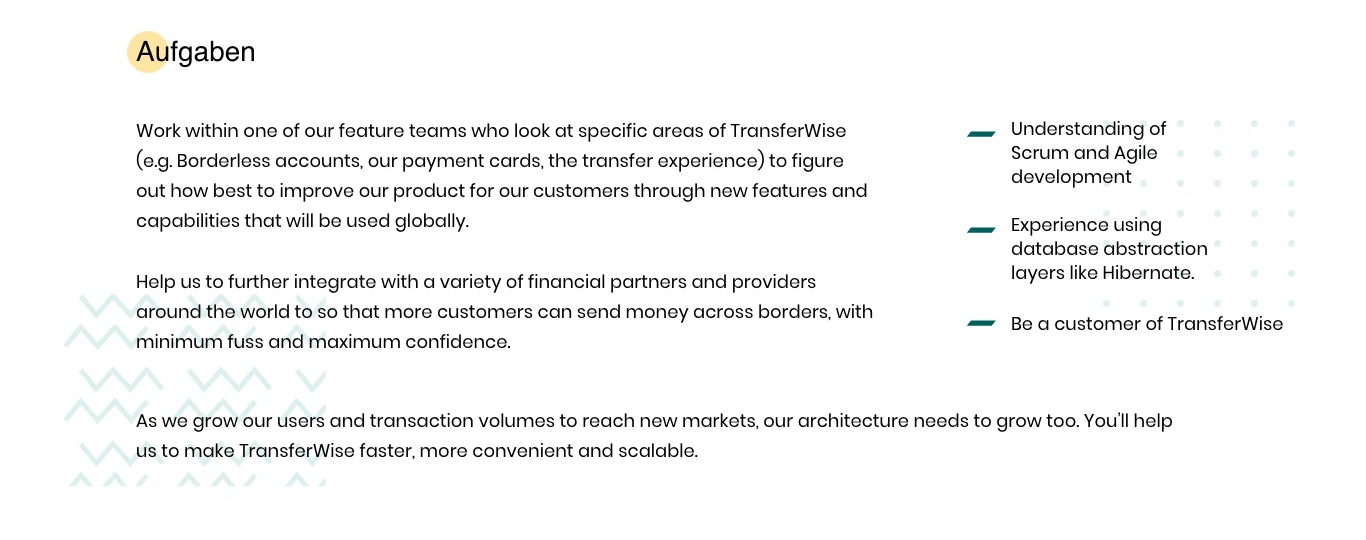 Aufgaben
Work within one of our feature teams who look at specific areas of TransferWise
(e.g. Borderless accounts, our payment cards, the transfer experience) to figure
out how best to improve our product for our customers through new features and
capabilities that will be used globally.
Help us to further integrate with a variety of financial partners and providers
around the world to so that more customers can send money across borders, with
minimum fuss and maximum confidence.
Understanding of
Scrum and Agile
development
Experience using
database abstraction
layers like Hibernate.
Be a customer of TransferWise
As we grow our users and transaction volumes to reach new markets, our architecture needs to grow too. You’ll help
us to make TransferWise faster, more convenient and scalable.